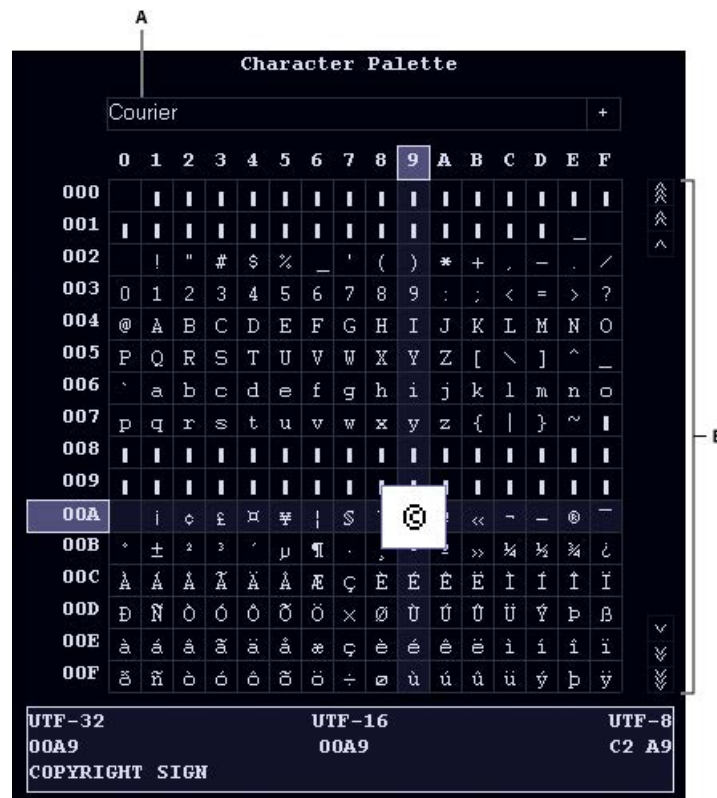 A
Character Palette
Courier +
0 1 2 3 4 5 6 7 8 9 A B C D E F
000
001 _
002 ! " # $ % _ ' ( ) * + , — . /
003 0 1 2 3 4 5 6 7 8 9 : ; < = > ?
004 @ A B C D E F G H I J K L M N O
005 P Q R S T U V W X Y Z [ \ ] ^ _
006 ` a b c d e f g h i j k l m n o
007 p q r s t u v w x y z { | } ~
008
009
00A ¡ ¢ £ ¤ ¥ ¦ S © « ¬ – ® ¯
00B ° ± ² ³ ´ µ ¶ · » ¼ ½ ¾ ¿
00C À Á Â Ã Ä Å Æ Ç È É Ê Ë Ì Í Î Ï
00D Ð Ñ Ò Ó Ô Õ Ö × Ø Ù Ú Û Ü Ý Þ ß
00E à á â ã ä å æ ç è é ê ë ì í î ï
00F ð ñ ò ó ô õ ö ÷ ø ù ú û ü ý þ ÿ
UTF-32 UTF-16 UTF-8
00A9 00A9 C2 A9
COPYRIGHT SIGN